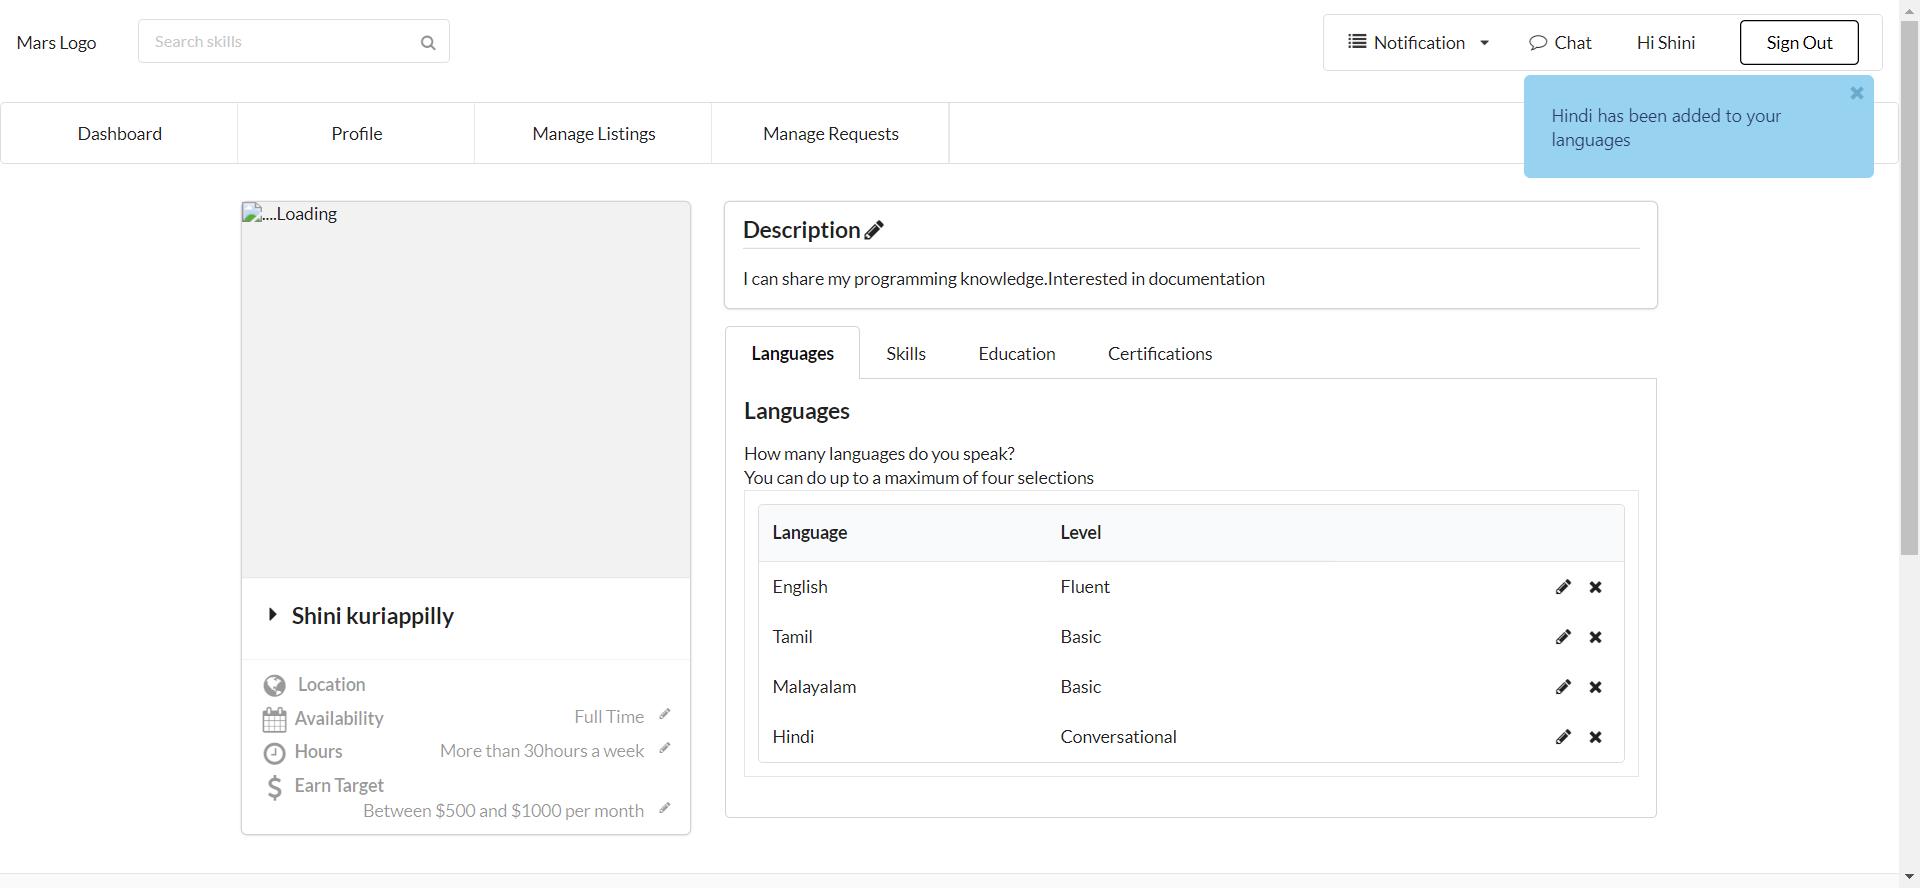 Mars Logo
Search skills
Notification
Chat
Hi Shini
Sign Out
Hindi has been added to your
languages
Dashboard
Profile
Manage Listings
Manage Requests
....Loading
Shini kuriappilly
Location
Availability
Full Time
Hours
More than 30hours a week
Earn Target
Between $500 and $1000 per month
Description
I can share my programming knowledge.Interested in documentation
Languages
Skills
Education
Certifications
Languages
How many languages do you speak?
You can do up to a maximum of four selections
Language Level
English Fluent
Tamil Basic
Malayalam Basic
Hindi Conversational